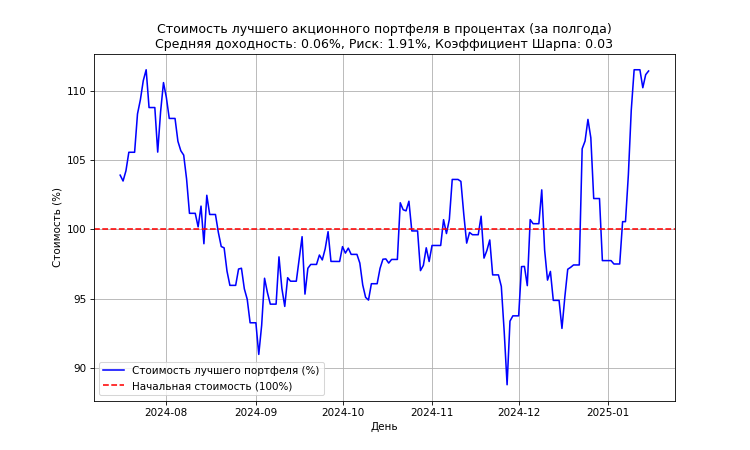 Стоимость лучшего акционного портфеля в процентах (за полгода)
Средняя доходность: 0.06%, Риск: 1.91%, Коэффициент Шарпа: 0.03
Стоимость (%)
110
105
100
95
90
Стоимость лучшего портфеля (%)
Начальная стоимость (100%)
2024-08
2024-09
2024-10
2024-11
2024-12
2025-01
День